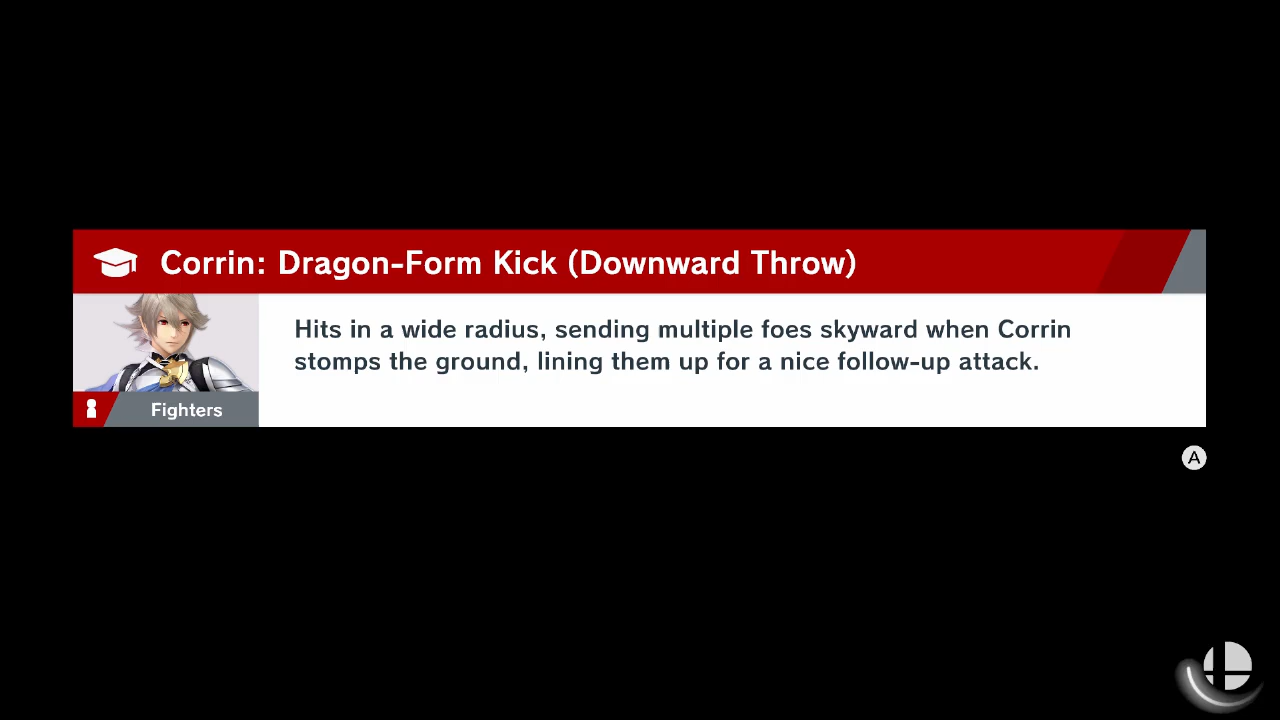 Corrin: Dragon-Form Kick (Downward Throw)
Hits in a wide radius, sending multiple foes skyward when Corrin
stomps the ground, lining them up for a nice follow-up attack.
Fighters
A